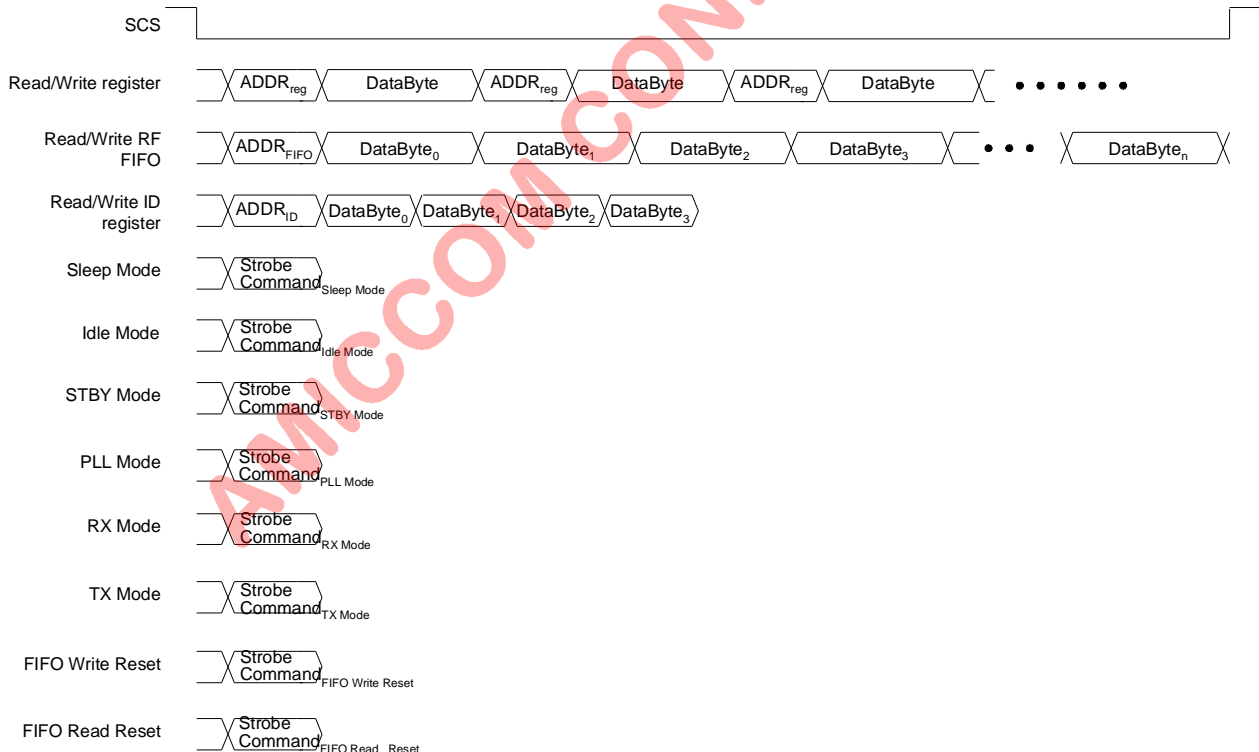 SCS
Read/Write register ADDRreg DataByte ADDRreg DataByte ADDRreg DataByte
Read/Write RF
FIFO ADDRFIFO DataByte0 DataByte1 DataByte2 DataByte3 DataByten
Read/Write ID
register ADDRID DataByte0 DataByte1 DataByte2 DataByte3
Sleep Mode Strobe
CommandSleep Mode
Idle Mode Strobe
CommandIdle Mode
STBY Mode Strobe
CommandSTBY Mode
PLL Mode Strobe
CommandPLL Mode
RX Mode Strobe
CommandRX Mode
TX Mode Strobe
CommandTX Mode
FIFO Write Reset Strobe
CommandFIFO Write Reset
FIFO Read Reset Strobe
CommandFIFO Read Reset
AMICCOM